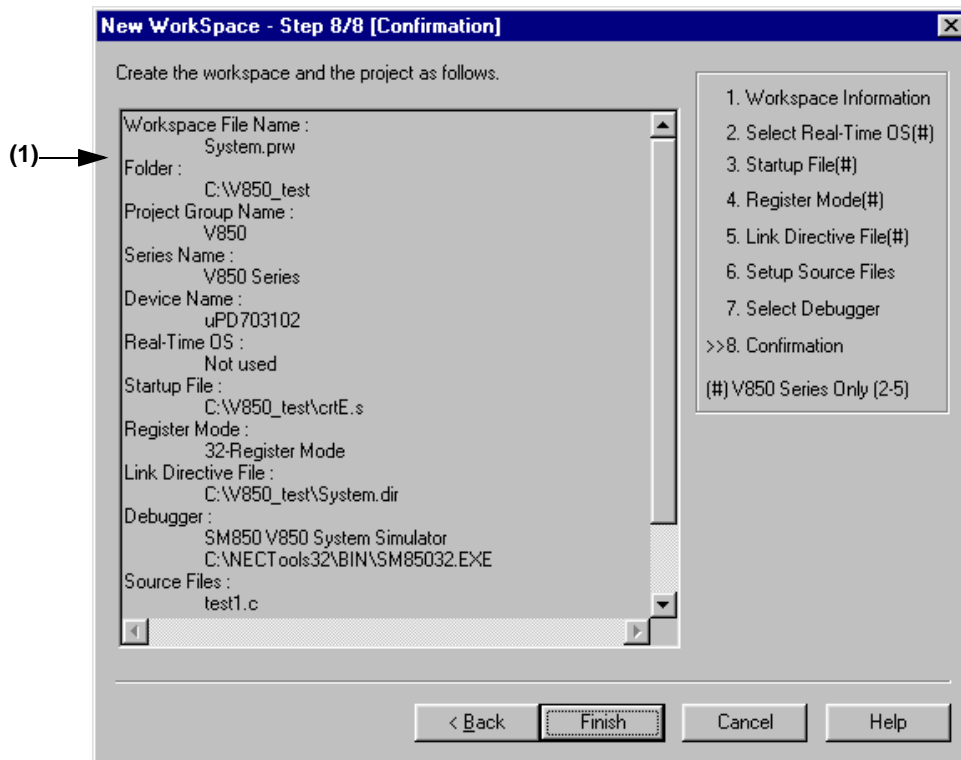 New WorkSpace - Step 8/8 [Confirmation]
Create the workspace and the project as follows.
(1)
Workspace File Name :
System.prw
Folder :
C:\V850_test
Project Group Name :
V850
Series Name :
V850 Series
Device Name :
uPD703102
Real-Time OS :
Not used
Startup File :
C:\V850_test\crtE.s
Register Mode :
32-Register Mode
Link Directive File :
C:\V850_test\System.dir
Debugger :
SM850 V850 System Simulator
C:\NECTools32\BIN\SM85032.EXE
Source Files :
test1.c
1. Workspace Information
2. Select Real-Time OS(#)
3. Startup File(#)
4. Register Mode(#)
5. Link Directive File(#)
6. Setup Source Files
7. Select Debugger
>>8. Confirmation
(#) V850 Series Only (2-5)
< Back
Finish
Cancel
Help